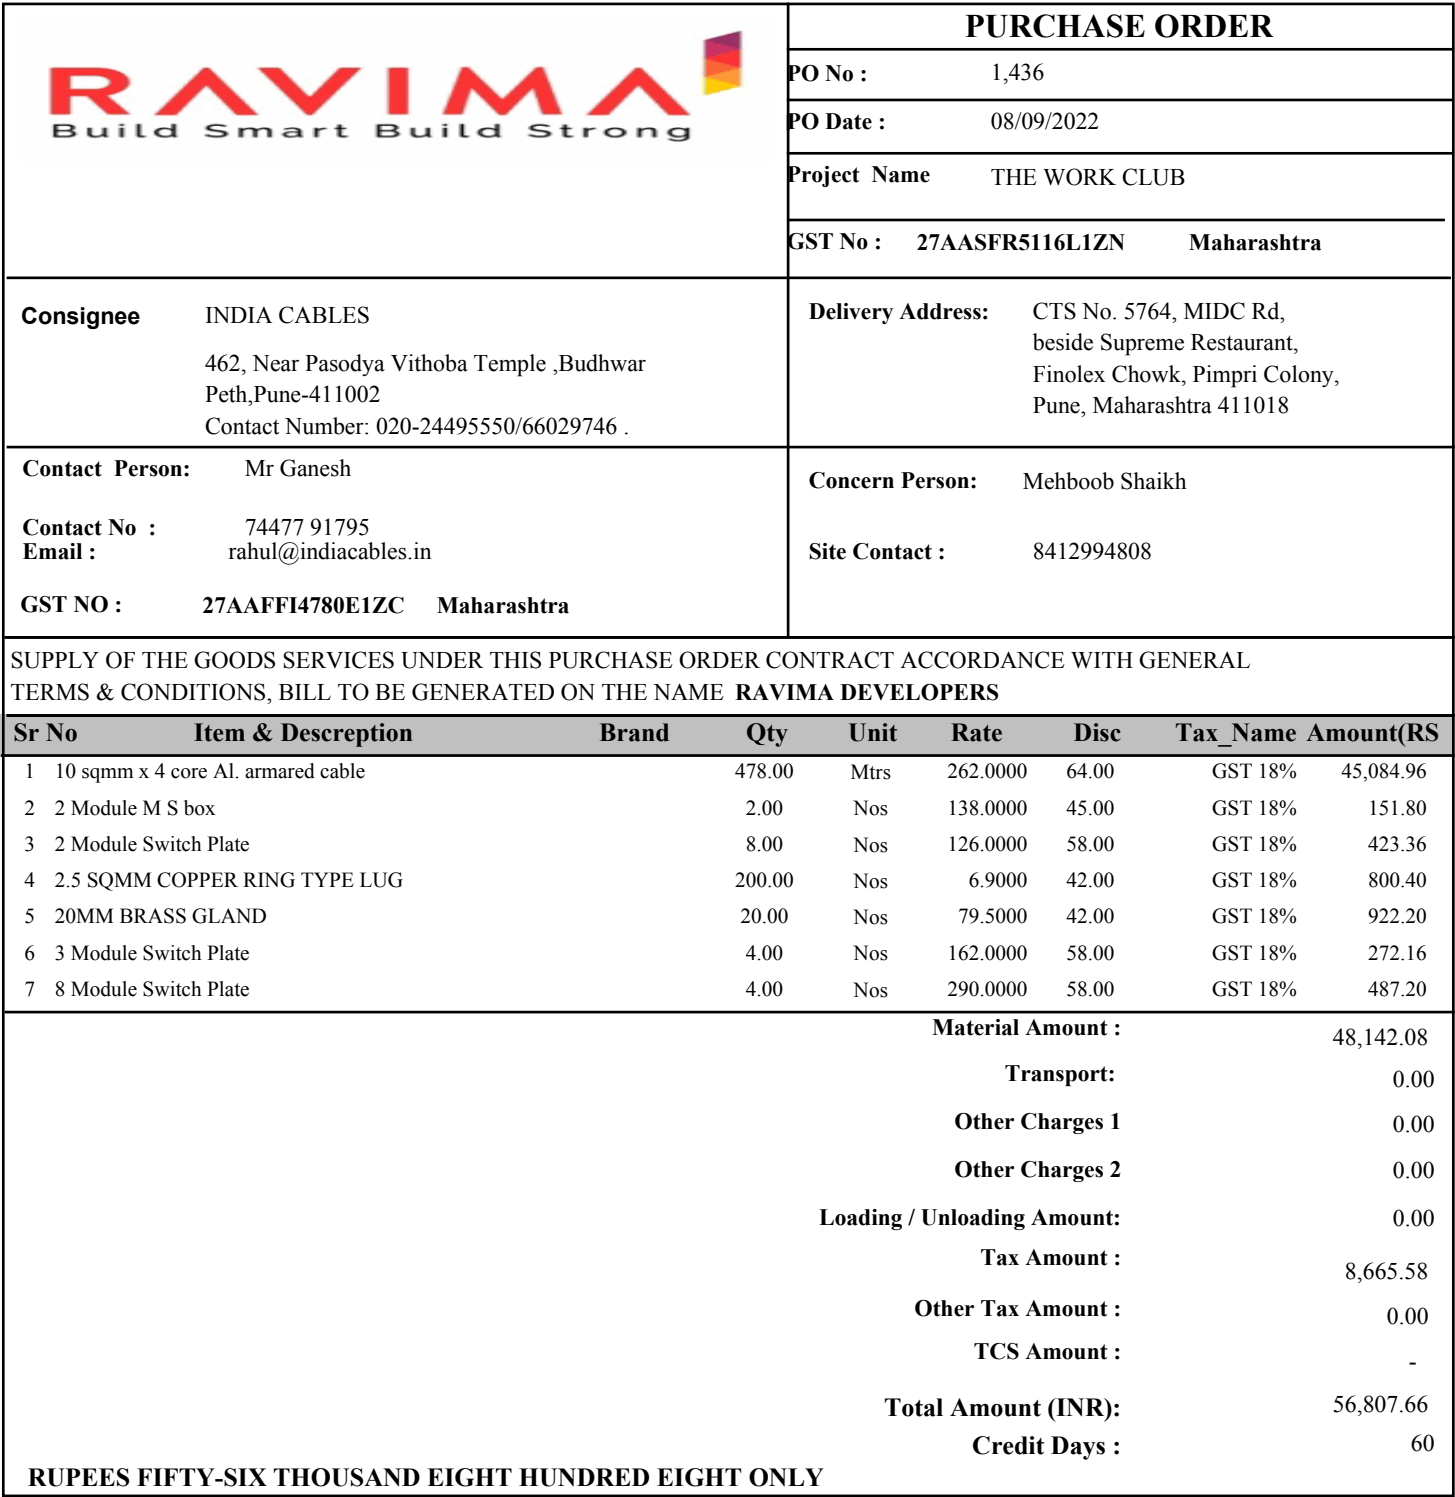 RAVIMA
Build Smart Build Strong
PURCHASE ORDER
PO No : 1,436
PO Date : 08/09/2022
Project Name THE WORK CLUB
GST No : 27AASFR5116L1ZN Maharashtra
Consignee INDIA CABLES
462, Near Pasodya Vithoba Temple ,Budhwar
Peth,Pune-411002
Contact Number: 020-24495550/66029746 .
Delivery Address: CTS No. 5764, MIDC Rd,
beside Supreme Restaurant,
Finolex Chowk, Pimpri Colony,
Pune, Maharashtra 411018
Contact Person: Mr Ganesh
Contact No : 74477 91795
Email : rahul@indiacables.in
GST NO : 27AAFFI4780E1ZC Maharashtra
Concern Person: Mehboob Shaikh
Site Contact : 8412994808
SUPPLY OF THE GOODS SERVICES UNDER THIS PURCHASE ORDER CONTRACT ACCORDANCE WITH GENERAL
TERMS & CONDITIONS, BILL TO BE GENERATED ON THE NAME RAVIMA DEVELOPERS
Sr No Item & Descreption Brand Qty Unit Rate Disc Tax_Name Amount(RS
1 10 sqmm x 4 core Al. armared cable 478.00 Mtrs 262.0000 64.00 GST 18% 45,084.96
2 2 Module M S box 2.00 Nos 138.0000 45.00 GST 18% 151.80
3 2 Module Switch Plate 8.00 Nos 126.0000 58.00 GST 18% 423.36
4 2.5 SQMM COPPER RING TYPE LUG 200.00 Nos 6.9000 42.00 GST 18% 800.40
5 20MM BRASS GLAND 20.00 Nos 79.5000 42.00 GST 18% 922.20
6 3 Module Switch Plate 4.00 Nos 162.0000 58.00 GST 18% 272.16
7 8 Module Switch Plate 4.00 Nos 290.0000 58.00 GST 18% 487.20
Material Amount : 48,142.08
Transport: 0.00
Other Charges 1 0.00
Other Charges 2 0.00
Loading / Unloading Amount: 0.00
Tax Amount : 8,665.58
Other Tax Amount : 0.00
TCS Amount : -
Total Amount (INR): 56,807.66
Credit Days : 60
RUPEES FIFTY-SIX THOUSAND EIGHT HUNDRED EIGHT ONLY